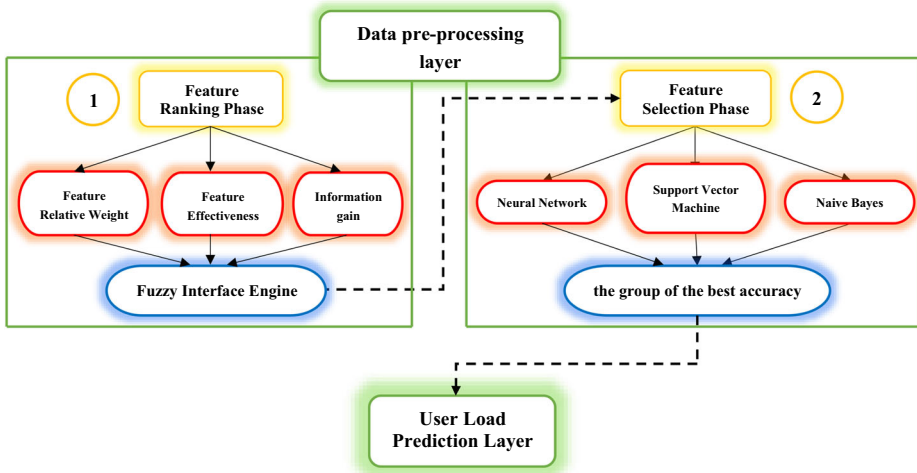 Data pre-processing
layer
1
Feature
Ranking Phase
Feature
Relative Weight
Feature
Effectiveness
Information
gain
Fuzzy Interface Engine
Feature
Selection Phase
2
Neural Network
Support Vector
Machine
Naive Bayes
the group of the best accuracy
User Load
Prediction Layer